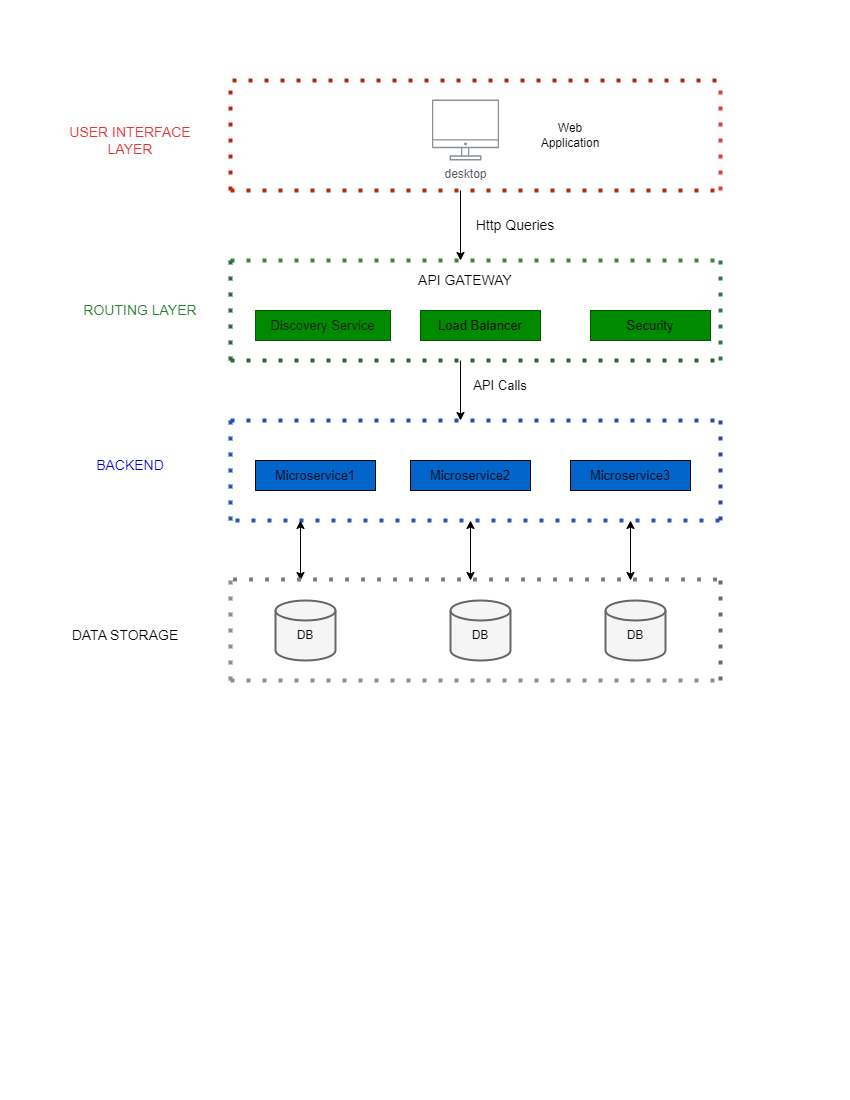 USER INTERFACE
LAYER
Web
Application
desktop
Http Queries
API GATEWAY
ROUTING LAYER
Discovery Service
Load Balancer
Security
API Calls
BACKEND
Microservice1
Microservice2
Microservice3
DATA STORAGE
DB
DB
DB